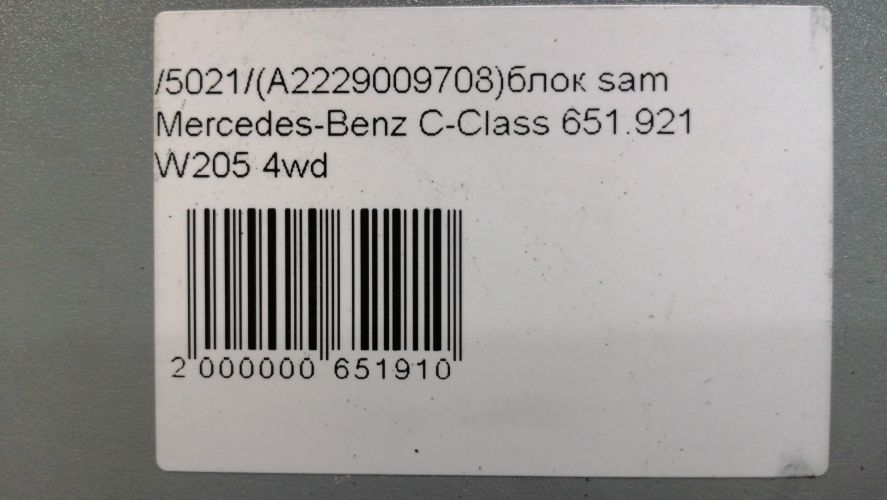 /5021/(A2229009708)блок sam
Mercedes-Benz C-Class 651.921
W205 4wd
2 000000 651910